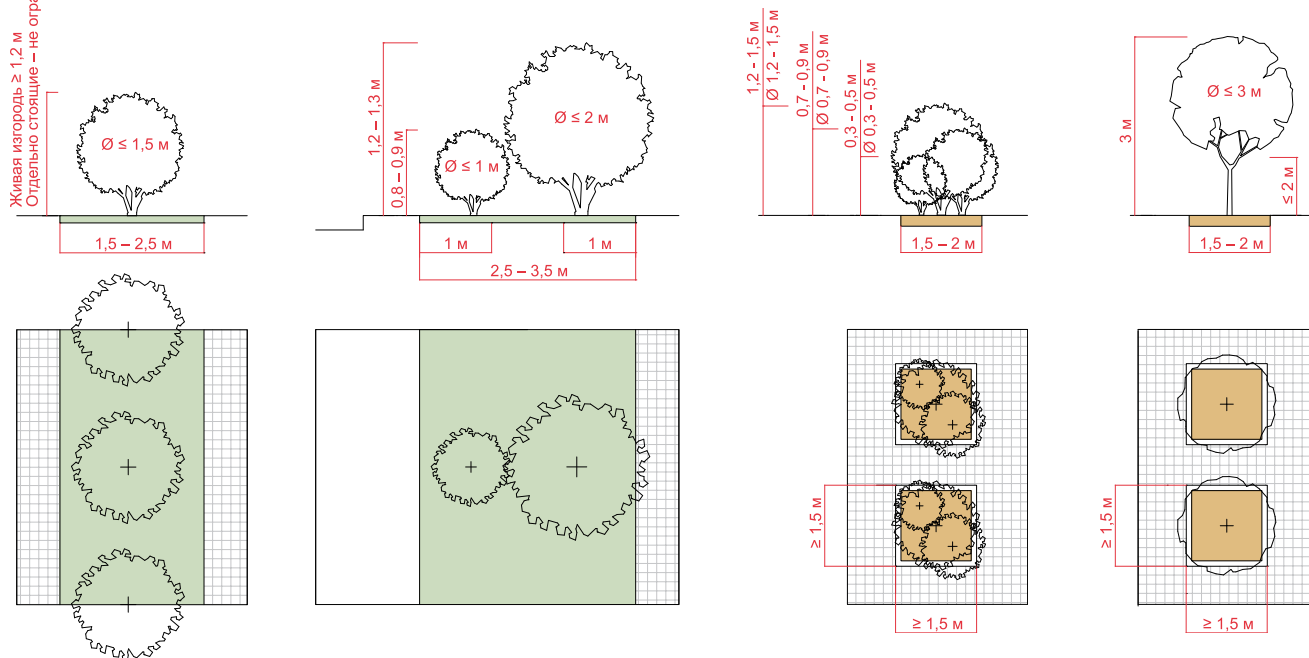 Живая изгородь ≥ 1,2 м
Отдельно стоящие – не
Ø ≤ 1,5 м
1,5 – 2,5 м
1,2 – 1,3 м
0,8 – 0,9 м
Ø ≤ 1 м
Ø ≤ 2 м
1 м
1 м
2,5 – 3,5 м
1,2 - 1,5 м
Ø 1,2 - 1,5 м
0,7 - 0,9 м
Ø 0,7 - 0,9 м
0,3 - 0,5 м
Ø 0,3 - 0,5 м
1,5 – 2 м
3 м
Ø ≤ 3 м
≤ 2 м
1,5 – 2 м
≥ 1,5 м
≥ 1,5 м
≥ 1,5 м
≥ 1,5 м